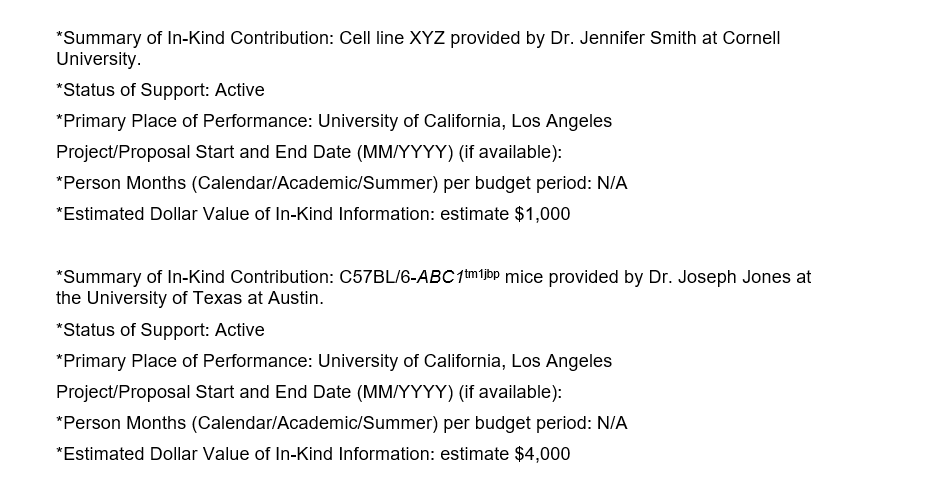 *Summary of In-Kind Contribution: Cell line XYZ provided by Dr. Jennifer Smith at Cornell
University.
*Status of Support: Active
*Primary Place of Performance: University of California, Los Angeles
Project/Proposal Start and End Date (MM/YYYY) (if available):
*Person Months (Calendar/Academic/Summer) per budget period: N/A
*Estimated Dollar Value of In-Kind Information: estimate $1,000
*Summary of In-Kind Contribution: C57BL/6-ABC1tm1jbp mice provided by Dr. Joseph Jones at
the University of Texas at Austin.
*Status of Support: Active
*Primary Place of Performance: University of California, Los Angeles
Project/Proposal Start and End Date (MM/YYYY) (if available):
*Person Months (Calendar/Academic/Summer) per budget period: N/A
*Estimated Dollar Value of In-Kind Information: estimate $4,000